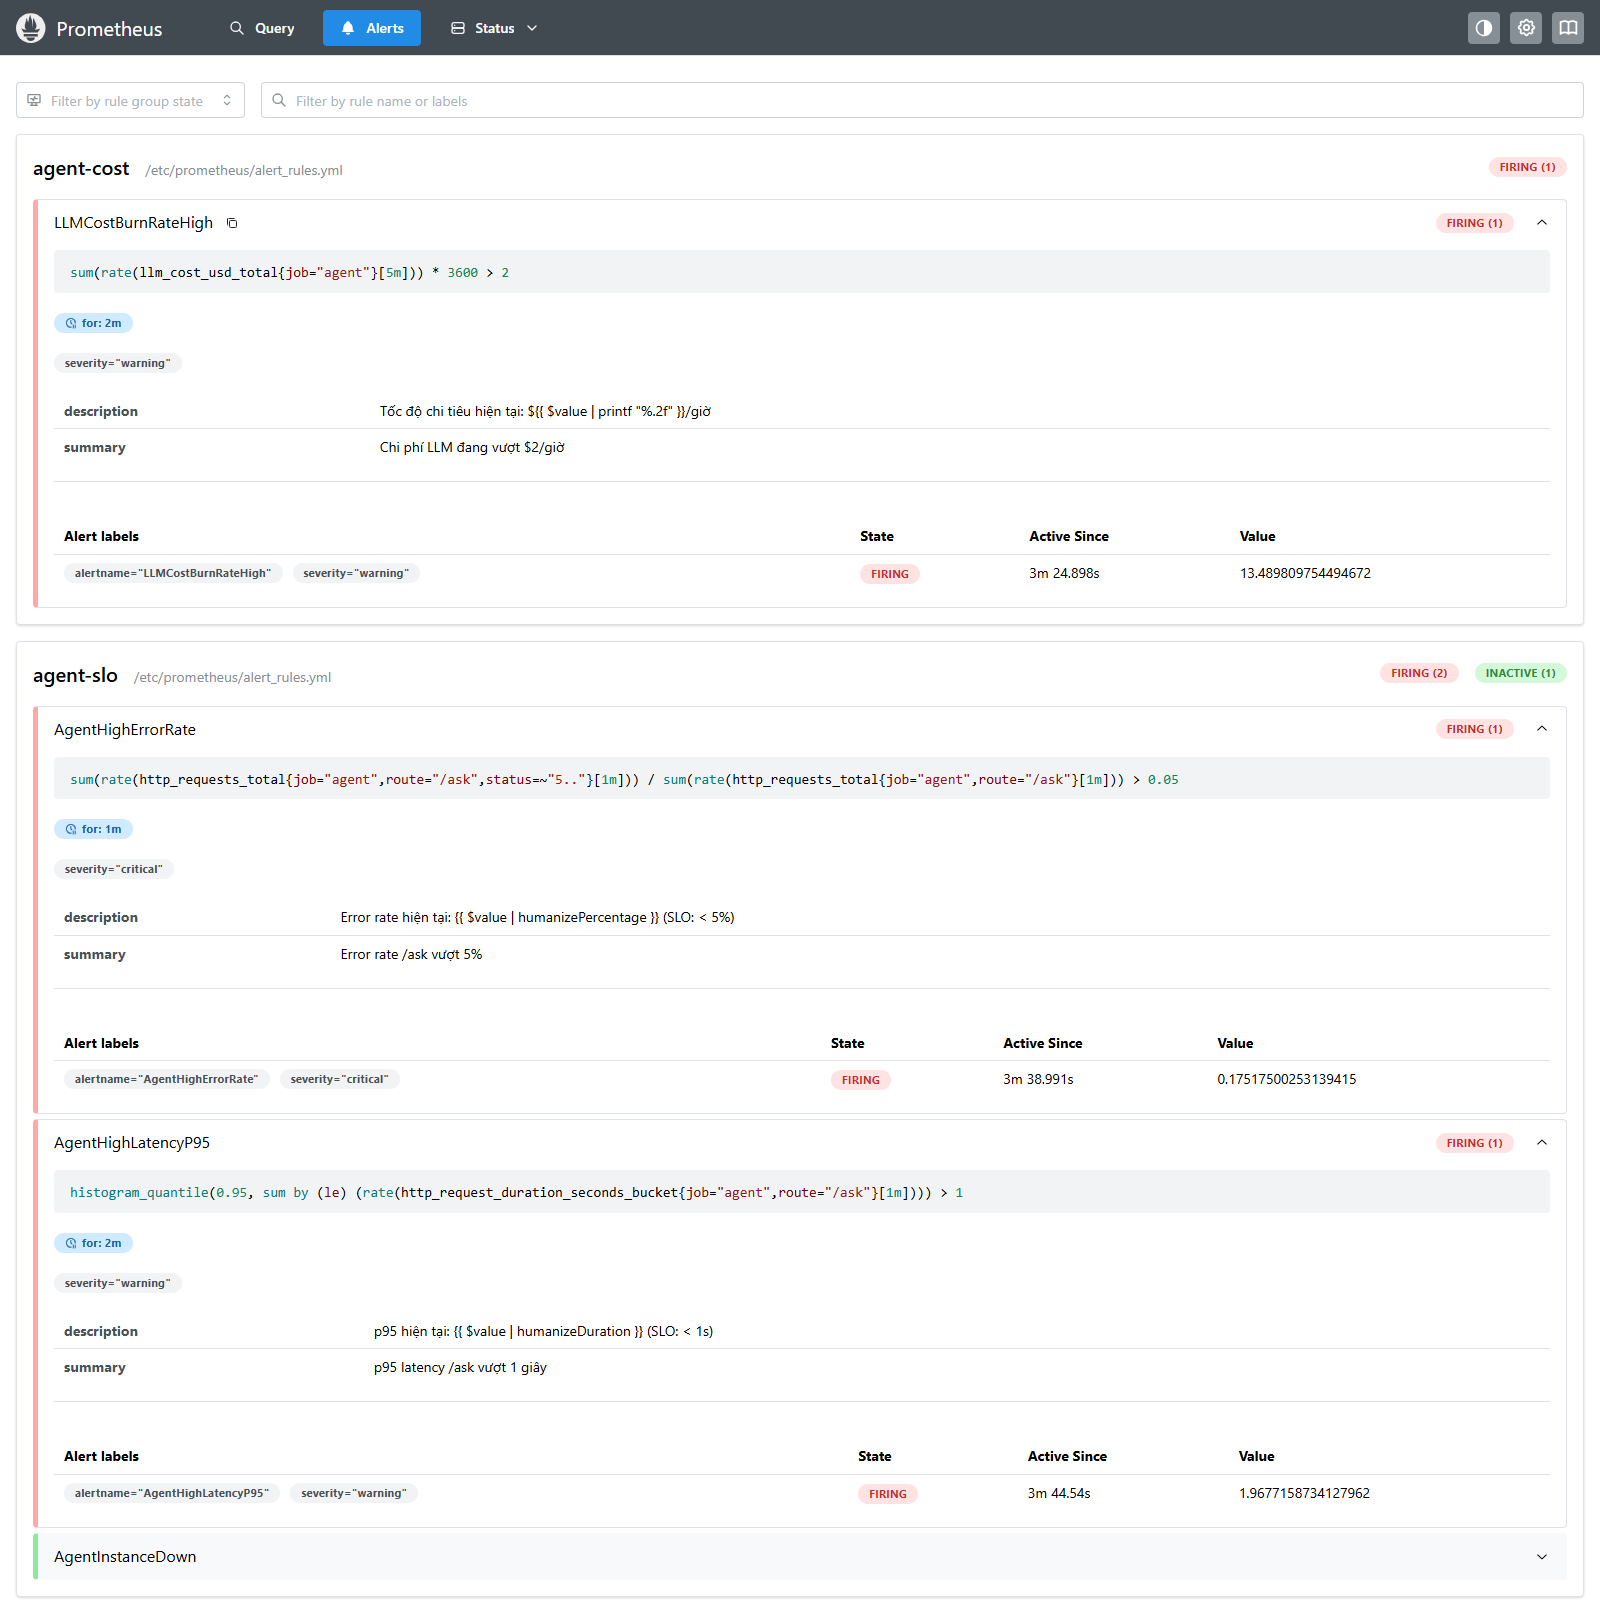 Prometheus Query Alerts Status
Filter by rule group state Filter by rule name or labels
agent-cost /etc/prometheus/alert_rules.yml FIRING (1)
LLMCostBurnRateHigh FIRING (1)
sum(rate(llm_cost_usd_total{job="agent"}[5m])) * 3600 > 2
for: 2m
severity="warning"
description Tốc độ chi tiêu hiện tại: ${{ $value | printf "%.2f" }}/giờ
summary Chi phí LLM đang vượt $2/giờ
Alert labels State Active Since Value
alertname="LLMCostBurnRateHigh" severity="warning" FIRING 3m 24.898s 13.489809754494672
agent-slo /etc/prometheus/alert_rules.yml FIRING (2) INACTIVE (1)
AgentHighErrorRate FIRING (1)
sum(rate(http_requests_total{job="agent",route="/ask",status=~"5.."}[1m])) / sum(rate(http_requests_total{job="agent",route="/ask"}[1m])) > 0.05
for: 1m
severity="critical"
description Error rate hiện tại: {{ $value | humanizePercentage }} (SLO: < 5%)
summary Error rate /ask vượt 5%
Alert labels State Active Since Value
alertname="AgentHighErrorRate" severity="critical" FIRING 3m 38.991s 0.17517500253139415
AgentHighLatencyP95 FIRING (1)
histogram_quantile(0.95, sum by (le) (rate(http_request_duration_seconds_bucket{job="agent",route="/ask"}[1m]))) > 1
for: 2m
severity="warning"
description p95 hiện tại: {{ $value | humanizeDuration }} (SLO: < 1s)
summary p95 latency /ask vượt 1 giây
Alert labels State Active Since Value
alertname="AgentHighLatencyP95" severity="warning" FIRING 3m 44.54s 1.9677158734127962
AgentInstanceDown